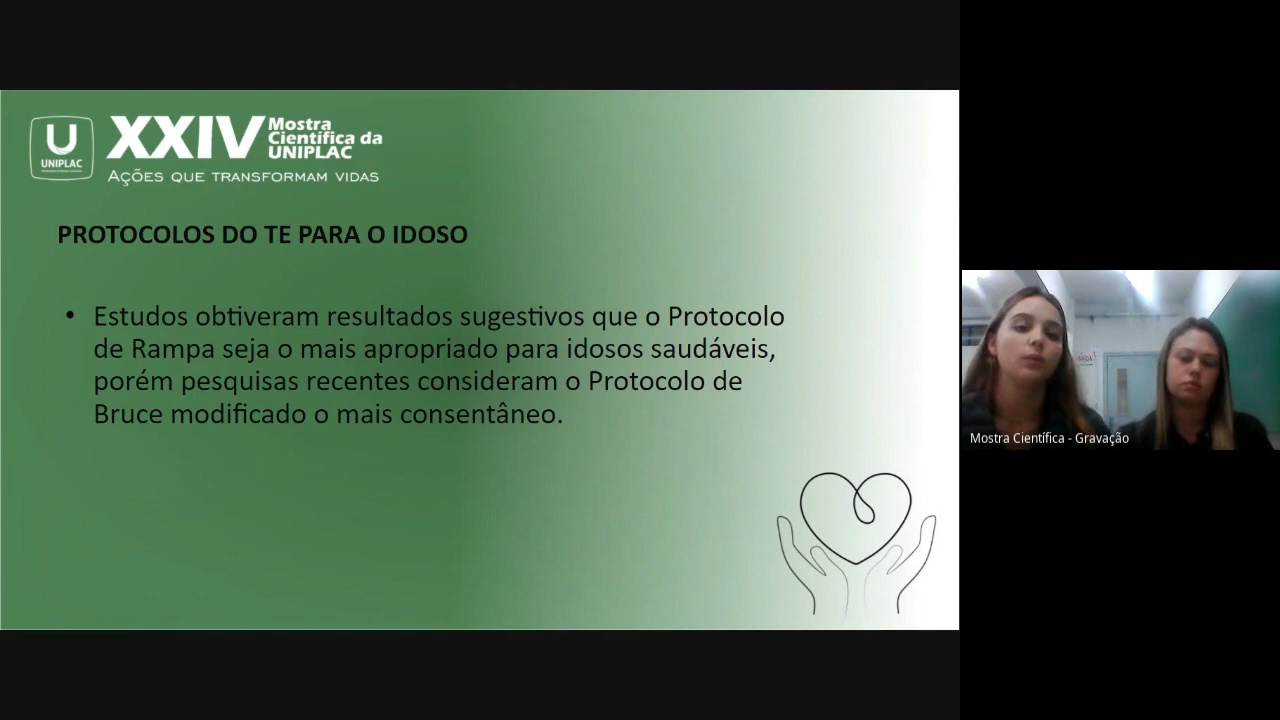 U
UNIPLAC
XXIV
Mostra
Científica da
UNIPLAC
AÇÕES QUE TRANSFORMAM VIDAS
PROTOCOLOS DO TE PARA O IDOSO
• Estudos obtiveram resultados sugestivos que o Protocolo
de Rampa seja o mais apropriado para idosos saudáveis,
porém pesquisas recentes consideram o Protocolo de
Bruce modificado o mais consentâneo.
Mostra Científica - Gravação